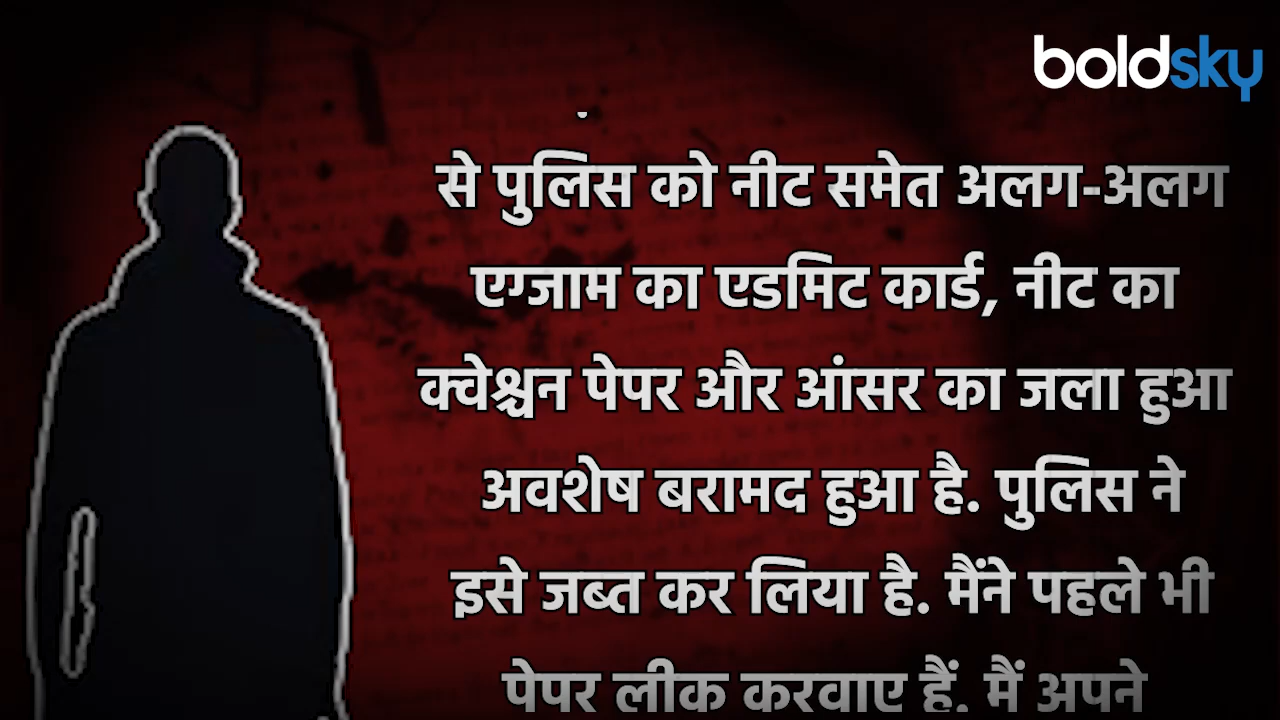 boldsky
से पुलिस को नीट समेत अलग-अलग
एग्जाम का एडमिट कार्ड, नीट का
क्वेश्चन पेपर और आंसर का जला हुआ
अवशेष बरामद हुआ है. पुलिस ने
इसे जब्त कर लिया है. मैंने पहले भी
पेपर लीक करवाए हैं. मैं अपने